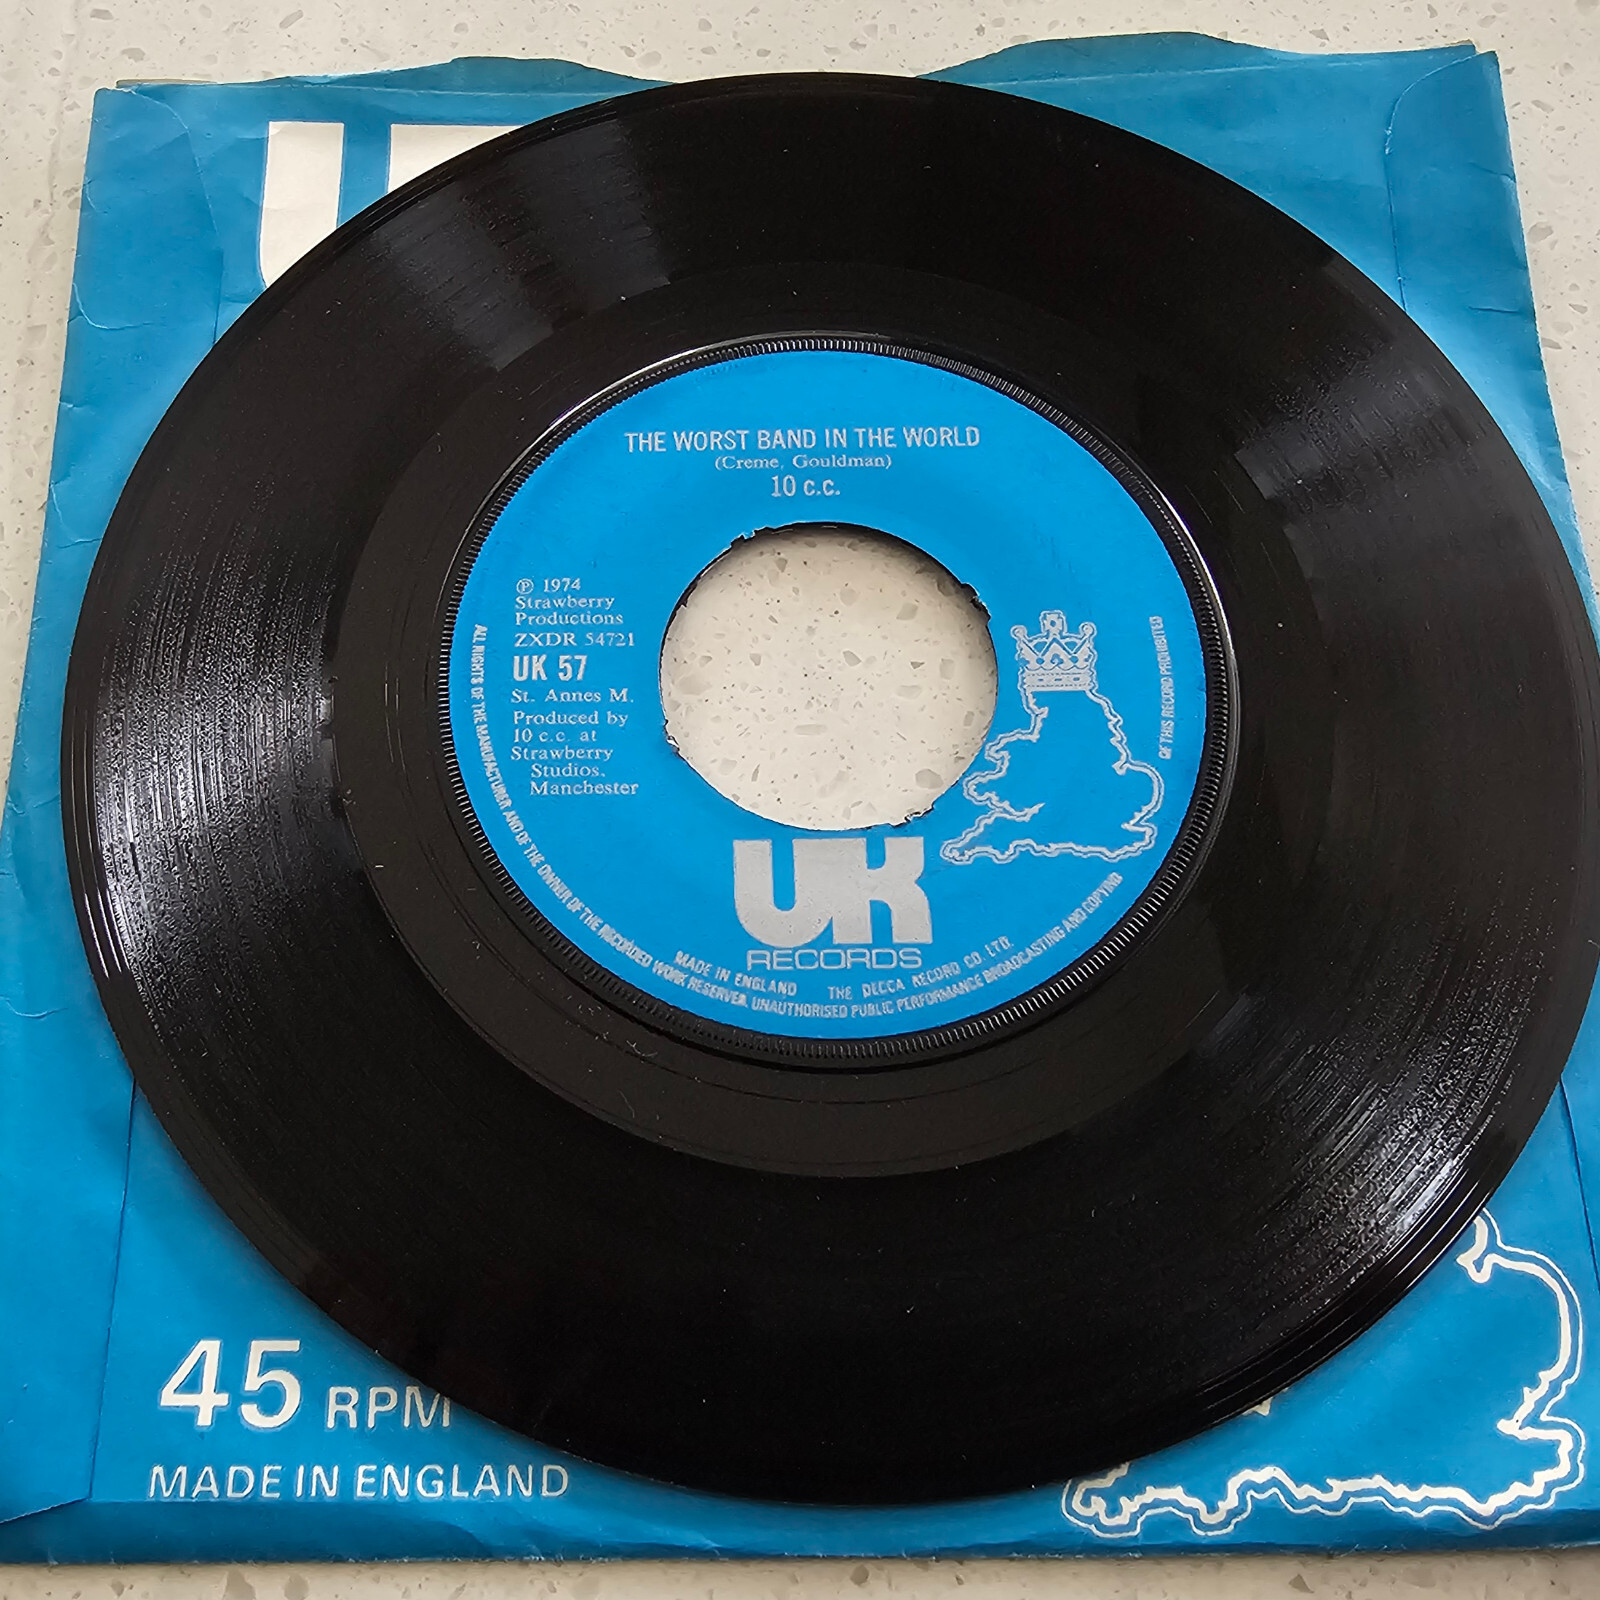 THE WORST BAND IN THE WORLD
(Creme, Gouldman)
10 c.c.
℗ 1974
Strawberry
Productions
ZXDR 54721
UK 57
St. Annes M.
Produced by
10 c.c. at
Strawberry
Studios,
Manchester
UK
RECORDS
MADE IN ENGLAND THE DECCA RECORD CO. LTD.
ALL RIGHTS OF THE MANUFACTURER AND OF THE OWNER OF THE RECORDED WORK RESERVED. UNAUTHORISED PUBLIC PERFORMANCE BROADCASTING AND COPYING OF THIS RECORD PROHIBITED
45 RPM
MADE IN ENGLAND